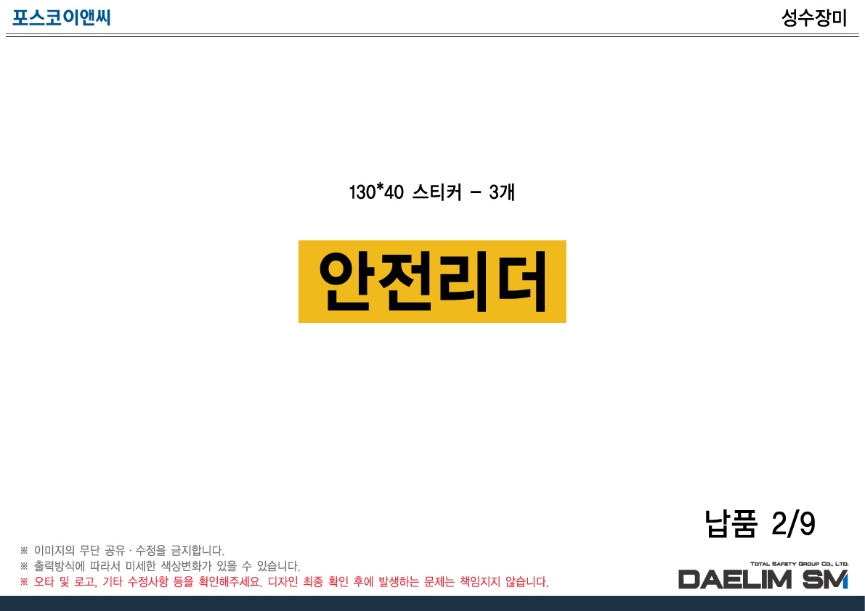 포스코이앤씨
성수장미
130*40 스티커 - 3개
안전리더
납품 2/9
※ 이미지의 무단 공유·수정을 금지합니다.
※ 출력방식에 따라서 미세한 색상변화가 있을 수 있습니다.
※ 오타 및 로고, 기타 수정사항 등을 확인해주세요. 디자인 최종 확인 후에 발생하는 문제는 책임지지 않습니다.
TOTAL SAFETY GROUP CO., LTD.
DAELIM SM